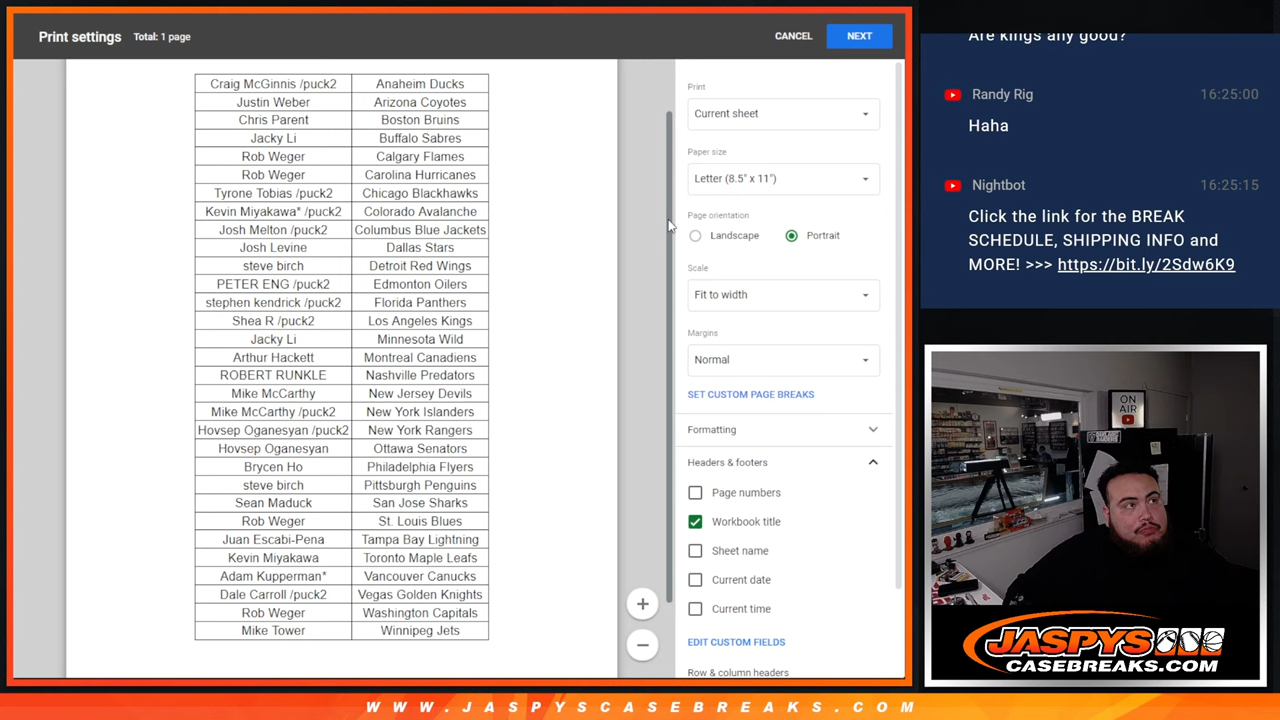 Print settings Total: 1 page CANCEL NEXT
Craig McGinnis /puck2 Anaheim Ducks
Justin Weber Arizona Coyotes
Chris Parent Boston Bruins
Jacky Li Buffalo Sabres
Rob Weger Calgary Flames
Rob Weger Carolina Hurricanes
Tyrone Tobias /puck2 Chicago Blackhawks
Kevin Miyakawa* /puck2 Colorado Avalanche
Josh Melton /puck2 Columbus Blue Jackets
Josh Levine Dallas Stars
steve birch Detroit Red Wings
PETER ENG /puck2 Edmonton Oilers
stephen kendrick /puck2 Florida Panthers
Shea R /puck2 Los Angeles Kings
Jacky Li Minnesota Wild
Arthur Hackett Montreal Canadiens
ROBERT RUNKLE Nashville Predators
Mike McCarthy New Jersey Devils
Mike McCarthy /puck2 New York Islanders
Hovsep Oganesyan /puck2 New York Rangers
Hovsep Oganesyan Ottawa Senators
Brycen Ho Philadelphia Flyers
steve birch Pittsburgh Penguins
Sean Maduck San Jose Sharks
Rob Weger St. Louis Blues
Juan Escabi-Pena Tampa Bay Lightning
Kevin Miyakawa Toronto Maple Leafs
Adam Kupperman* Vancouver Canucks
Dale Carroll /puck2 Vegas Golden Knights
Rob Weger Washington Capitals
Mike Tower Winnipeg Jets
Print
Current sheet
Paper size
Letter (8.5" x 11")
Page orientation
Landscape Portrait
Scale
Fit to width
Margins
Normal
SET CUSTOM PAGE BREAKS
Formatting
Headers & footers
Page numbers
Workbook title
Sheet name
Current date
Current time
EDIT CUSTOM FIELDS
Row & column headers
Are kings any good?
Randy Rig 16:25:00
Haha
Nightbot 16:25:15
Click the link for the BREAK
SCHEDULE, SHIPPING INFO and
MORE! >>> https://bit.ly/2Sdw6K9
ON
AIR
JASPYS
CASEBREAKS.COM
WWW.JASPYSCASEBREAKS.COM